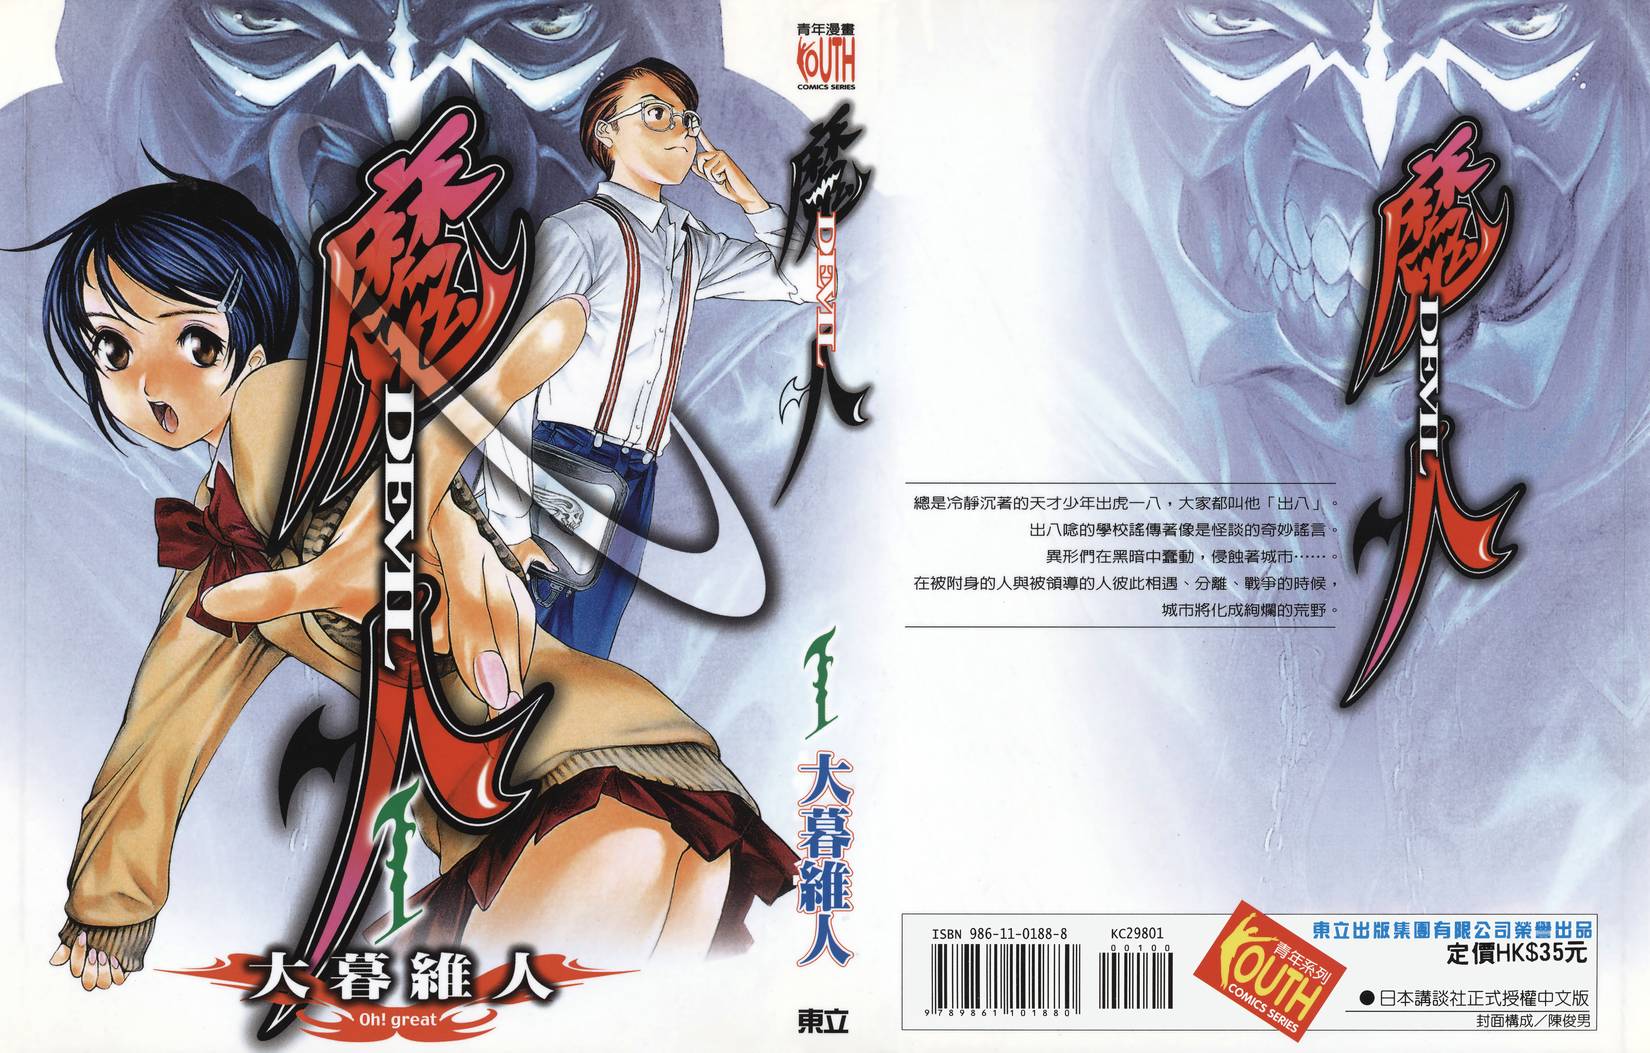 魔
DEVIL
人
1
大暮維人
Oh! great
青年漫畫
YOUTH
COMICS SERIES
魔
DEVIL
人
1
大暮維人
東立
魔
DEVIL
人
總是冷靜沉著的天才少年出虎一八，大家都叫他「出八」。
出八唸的學校謠傳著像是怪談的奇妙謠言。
異形們在黑暗中蠢動，侵蝕著城市……。
在被附身的人與被領導的人彼此相遇、分離、戰爭的時候，
城市將化成絢爛的荒野。
ISBN 986-11-0188-8
9789861101880
KC29801
00100
青年系列
YOUTH
COMICS SERIES
東立出版集團有限公司榮譽出品
定價HK$35元
●日本講談社正式授權中文版
封面構成／陳俊男